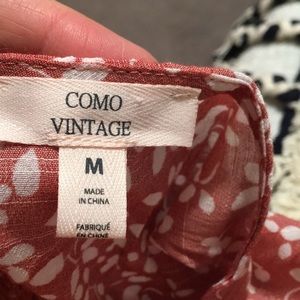 COMO
VINTAGE
M
MADE
IN CHINA
FABRIQUÉ
EN CHINE